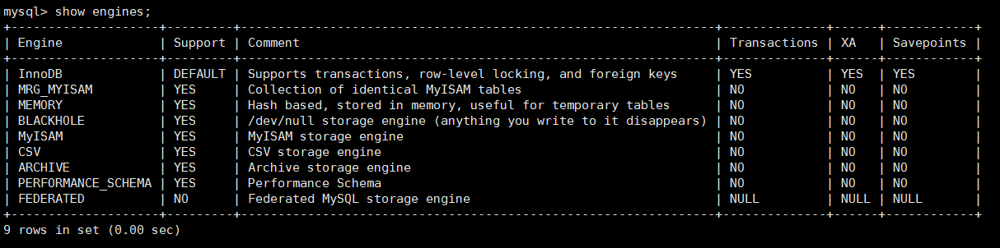 mysql> show engines;
+--------------------+---------+----------------------------------------------------------------+--------------+------+------------+
| Engine             | Support | Comment                                                        | Transactions | XA   | Savepoints |
+--------------------+---------+----------------------------------------------------------------+--------------+------+------------+
| InnoDB             | DEFAULT | Supports transactions, row-level locking, and foreign keys     | YES          | YES  | YES        |
| MRG_MYISAM         | YES     | Collection of identical MyISAM tables                          | NO           | NO   | NO         |
| MEMORY             | YES     | Hash based, stored in memory, useful for temporary tables      | NO           | NO   | NO         |
| BLACKHOLE          | YES     | /dev/null storage engine (anything you write to it disappears) | NO           | NO   | NO         |
| MyISAM             | YES     | MyISAM storage engine                                          | NO           | NO   | NO         |
| CSV                | YES     | CSV storage engine                                             | NO           | NO   | NO         |
| ARCHIVE            | YES     | Archive storage engine                                         | NO           | NO   | NO         |
| PERFORMANCE_SCHEMA | YES     | Performance Schema                                             | NO           | NO   | NO         |
| FEDERATED          | NO      | Federated MySQL storage engine                                 | NULL         | NULL | NULL       |
+--------------------+---------+----------------------------------------------------------------+--------------+------+------------+
9 rows in set (0.00 sec)